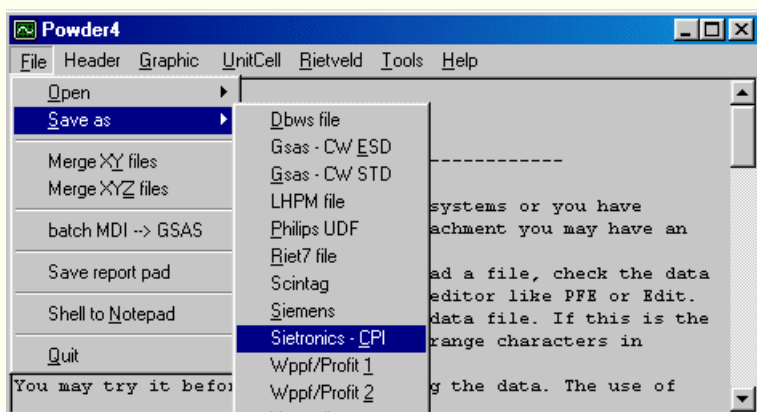 Powder4
File Header Graphic UnitCell Rietveld Tools Help
Open
Save as
Merge XY files
Merge XYZ files
batch MDI --> GSAS
Save report pad
Shell to Notepad
Quit
Dbws file
Gsas - CW ESD
Gsas - CW STD
LHPM file
Philips UDF
Riet7 file
Scintag
Siemens
Sietronics - CPI
Wppf/Profit 1
Wppf/Profit 2
-------------
systems or you have
achment you may have an
ad a file, check the data
editor like PFE or Edit.
data file. If this is the
range characters in
You may try it befor
g the data. The use of